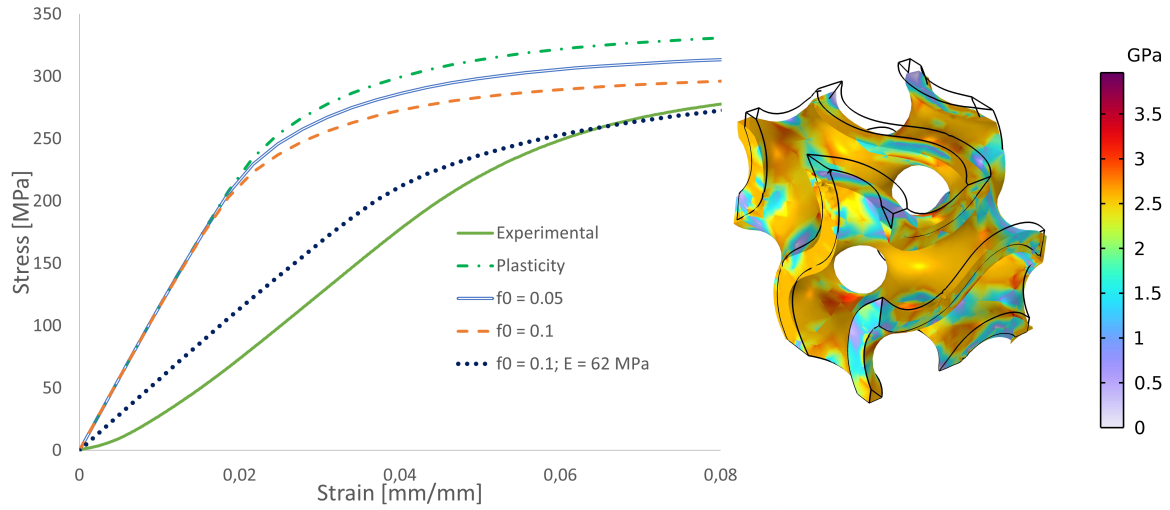 350
300
250
200
150
100
50
0
Stress [MPa]
0
0,02
0,04
0,06
0,08
Strain [mm/mm]
Experimental
Plasticity
f0 = 0.05
f0 = 0.1
f0 = 0.1; E = 62 MPa
GPa
3.5
3
2.5
2
1.5
1
0.5
0